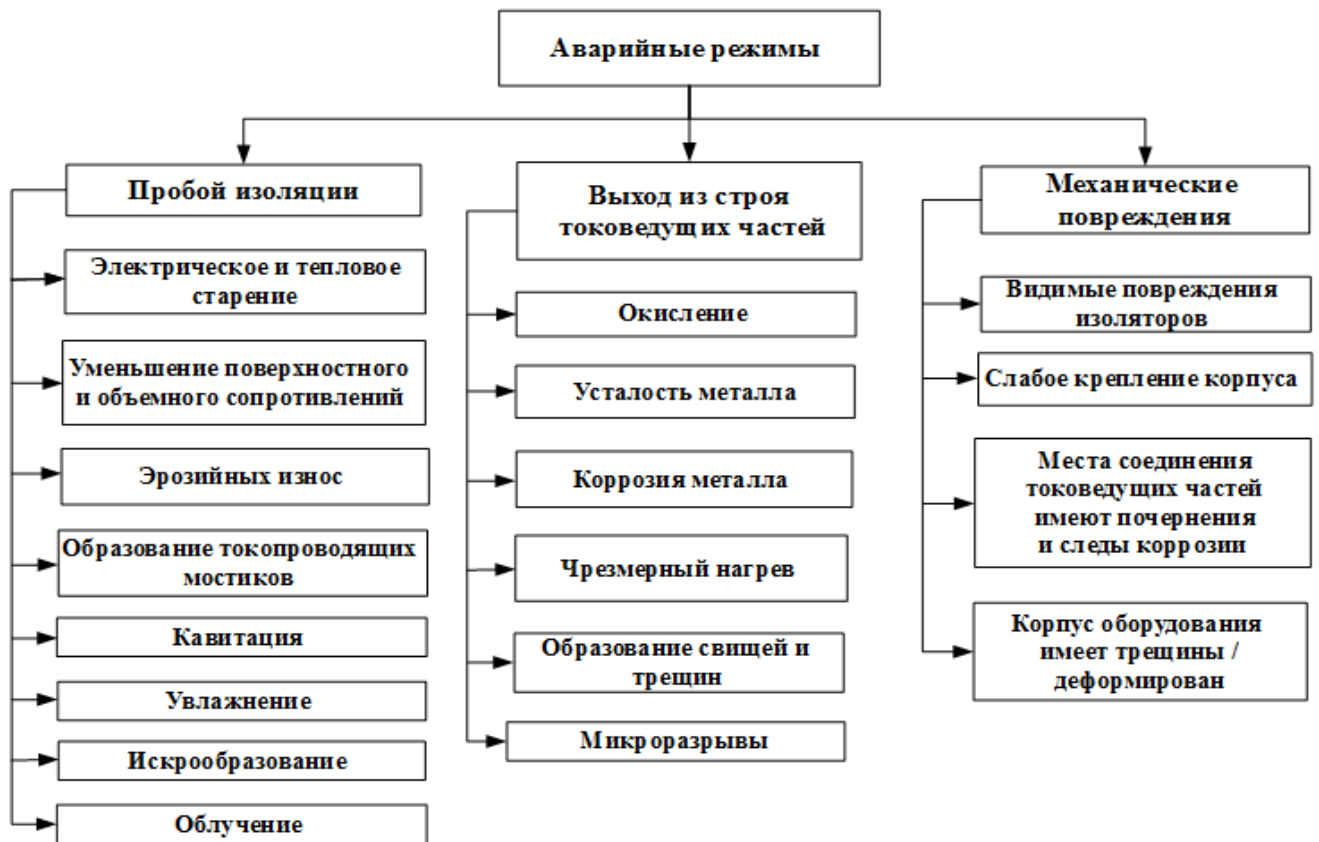 Аварийные режимы
Пробой изоляции
Электрическое и тепловое
старение
Уменьшение поверхностного
и объемного сопротивлений
Эрозийных износ
Образование токопроводящих
мостиков
Кавитация
Увлажнение
Искрообразование
Облучение
Выход из строя
токоведущих частей
Окисление
Усталость металла
Коррозия металла
Чрезмерный нагрев
Образование свищей и
трещин
Микроразрывы
Механические
повреждения
Видимые повреждения
изоляторов
Слабое крепление корпуса
Места соединения
токоведущих частей
имеют почернения
и следы коррозии
Корпус оборудования
имеет трещины /
деформирован